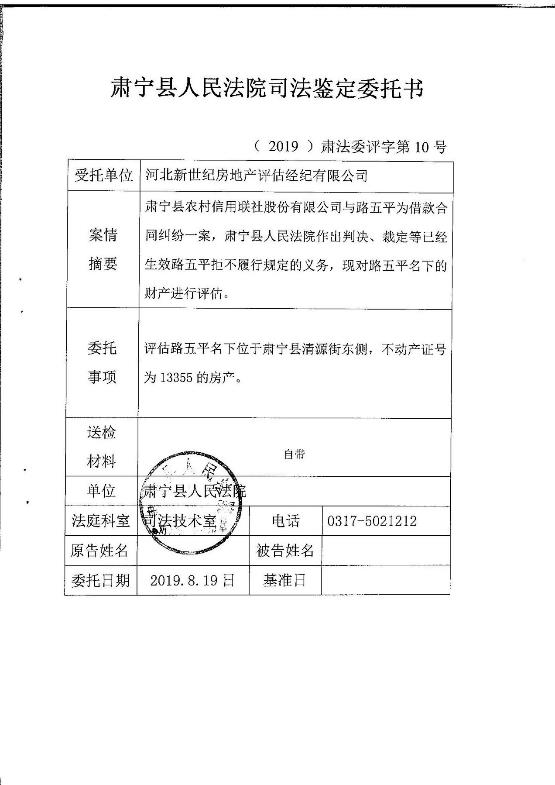 肃宁县人民法院司法鉴定委托书
（ 2019 ）肃法委评字第 10 号
受托单位 河北新世纪房地产评估经纪有限公司
肃宁县农村信用联社股份有限公司与路五平为借款合
案情 同纠纷一案，肃宁县人民法院作出判决、裁定等已经
摘要 生效路五平拒不履行规定的义务，现对路五平名下的
财产进行评估。
委托 评估路五平名下位于肃宁县清源街东侧，不动产证号
事项 为 13355 的房产。
送检
材料 自带
单位 肃宁县人民法院
法庭科室 司法技术室 电话 0317-5021212
原告姓名 被告姓名
委托日期 2019.8.19 日 基准日